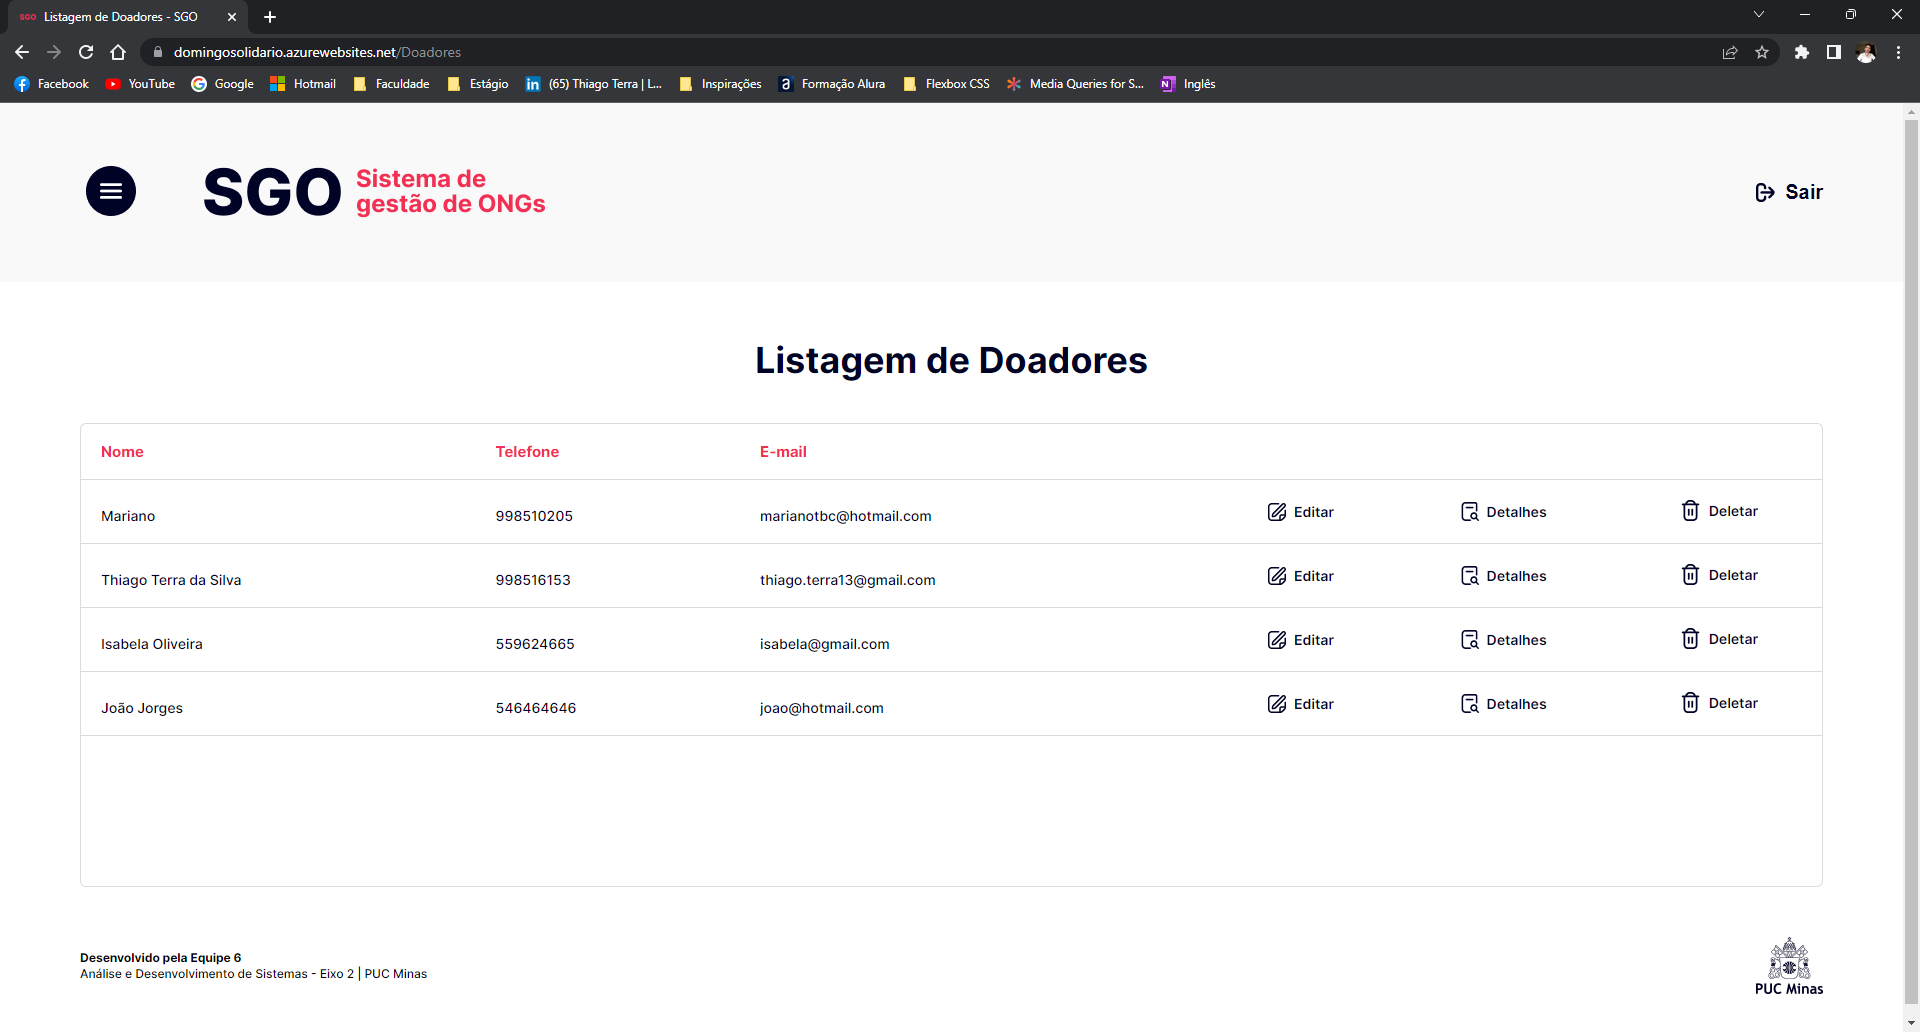 SGO Listagem de Doadores - SGO
domingosolidario.azurewebsites.net/Doadores
Facebook YouTube Google Hotmail Faculdade Estágio in (65) Thiago Terra | L... Inspirações a Formação Alura Flexbox CSS Media Queries for S... N Inglês
SGO
Sistema de
gestão de ONGs
Sair
Listagem de Doadores
Nome Telefone E-mail
Mariano 998510205 marianotbc@hotmail.com Editar Detalhes Deletar
Thiago Terra da Silva 998516153 thiago.terra13@gmail.com Editar Detalhes Deletar
Isabela Oliveira 559624665 isabela@gmail.com Editar Detalhes Deletar
João Jorges 546464646 joao@hotmail.com Editar Detalhes Deletar
Desenvolvido pela Equipe 6
Análise e Desenvolvimento de Sistemas - Eixo 2 | PUC Minas
PUC Minas